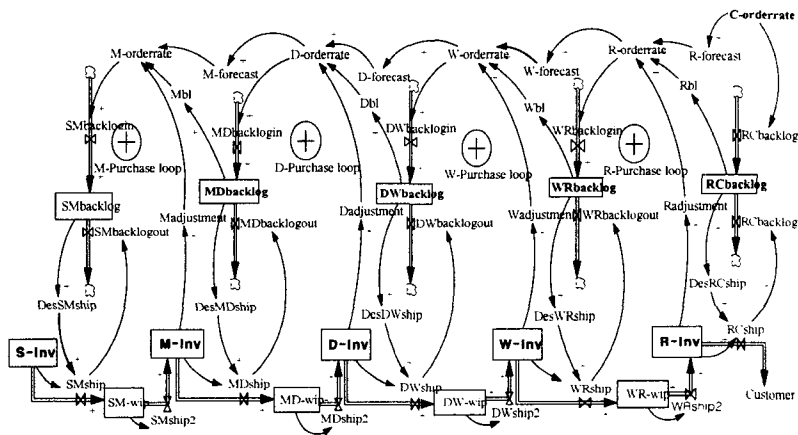 C-orderrate
M-orderrate
D-orderrate
W-orderrate
R-orderrate
R-forecast
M-forecast
D-forecast
W-forecast
Mbl
Dbl
Wbl
Rbl
SMbacklogin
MDbacklogin
DWbacklogin
WRbacklogin
RCbacklog
M-Purchase loop
D-Purchase loop
W-Purchase loop
R-Purchase loop
SMbacklog
MDbacklog
DWbacklog
WRbacklog
RCbacklog
Madjustment
Dadjustment
Wadjustment
Radjustment
SMbacklogout
MDbacklogout
DWbacklogout
WRbacklogout
RCbacklog
DesSMship
DesMDship
DesDWship
DesWRship
DesRCship
RCship
S-Inv
M-Inv
D-Inv
W-Inv
R-Inv
SMship
MDship
DWship
WRship
Customer
SM-wip
MD-wip
DW-wip
WR-wip
SMship2
MDship2
DWship2
WRship2